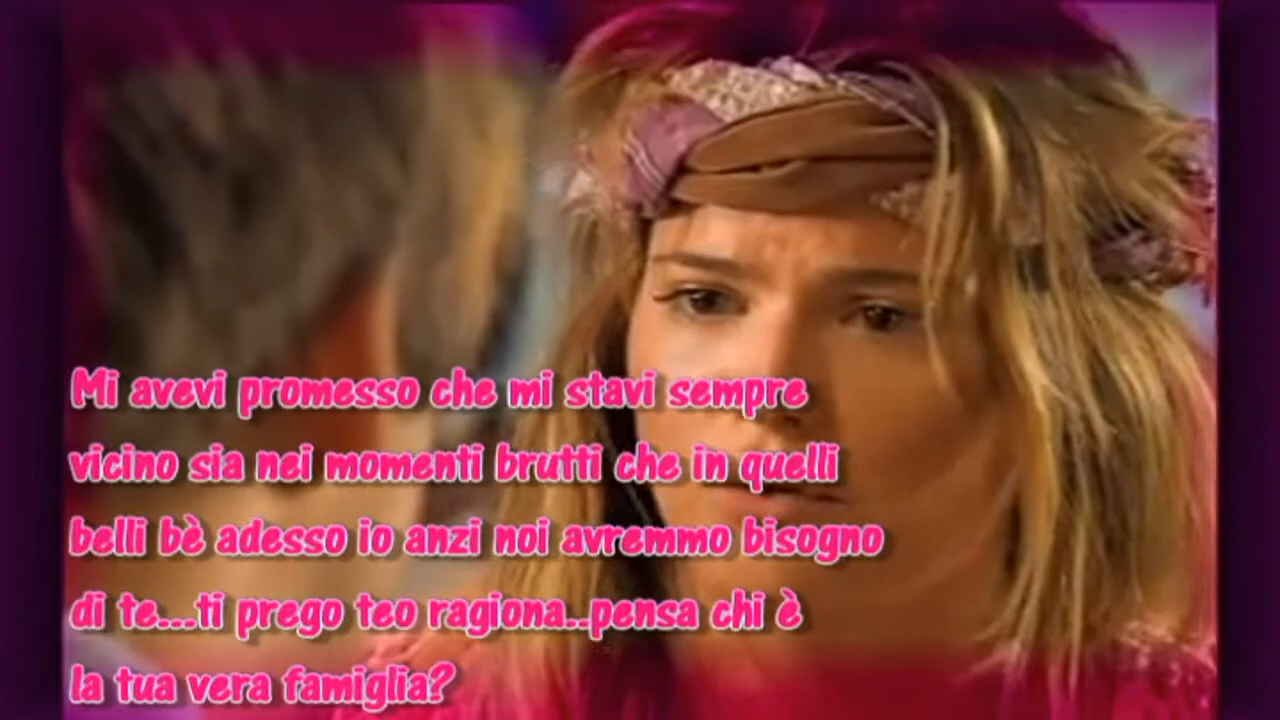 Mi avevi promesso che mi stavi sempre
vicino sia nei momenti brutti che in quelli
belli bè adesso io anzi noi avremmo bisogno
di te...ti prego teo ragiona..pensa chi è
la tua vera famiglia?